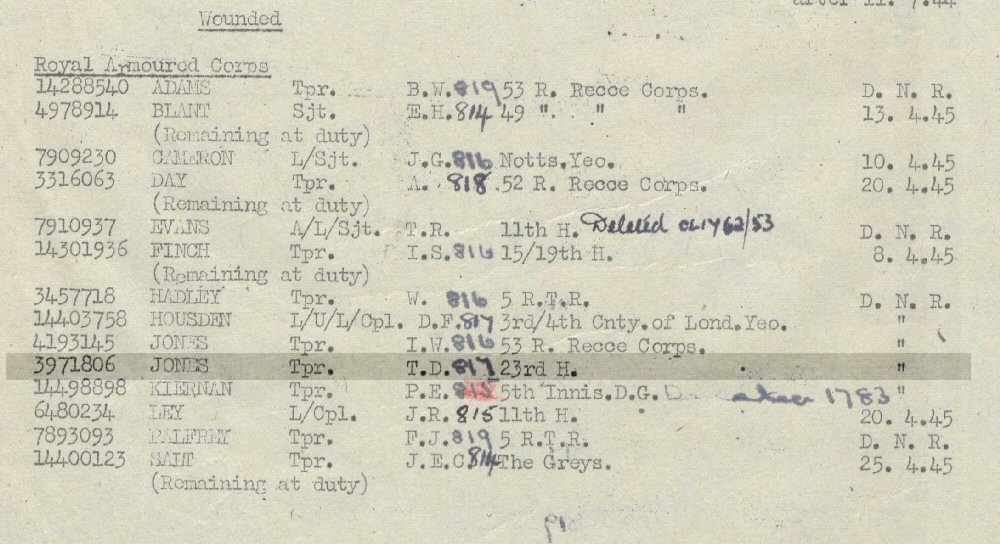 after 11. 7.44
Wounded
Royal Armoured Corps
14288540 ADAMS Tpr. B.W. 819 53 R. Recce Corps. D. N. R.
4978914 BLANT Sjt. E.H. 814 49 " " " 13. 4.45
(Remaining at duty)
7909230 CAMERON L/Sjt. J.G. 816 Notts.Yeo. 10. 4.45
3316063 DAY Tpr. A. 818 52 R. Recce Corps. 20. 4.45
(Remaining at duty)
7910937 EVANS A/L/Sjt. T.R. 11th H. Deleted D. N. R.
14301936 FINCH Tpr. I.S. 816 15/19th H. 8. 4.45
(Remaining at duty)
3457718 HADLEY Tpr. W. 816 5 R.T.R. D. N. R.
14403758 HOUSDEN L/U/L/Cpl. D.F. 817 3rd/4th Cnty.of Lond.Yeo. "
4193145 JONES Tpr. I.W. 816 53 R. Recce Corps. "
3971806 JONES Tpr. T.D. 817 23rd H. "
14498898 KIERNAN Tpr. P.E. 5th Innis.D.G. 1783 "
6480234 LEY L/Cpl. J.R. 815 11th H. 20. 4.45
7893093 PALFREY Tpr. F.J. 819 5 R.T.R. D. N. R.
14400123 SALT Tpr. J.E.C 814 The Greys. 25. 4.45
(Remaining at duty)